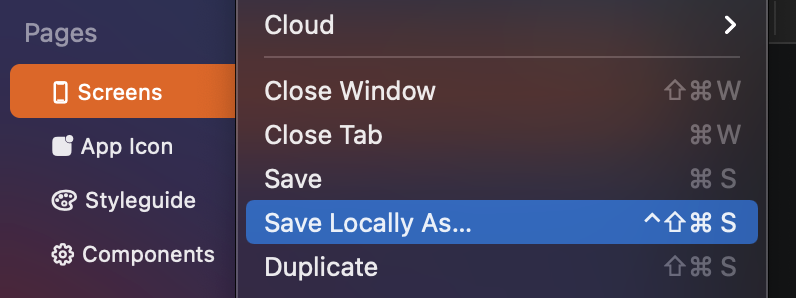 Pages
Screens
App Icon
Styleguide
Components
Cloud
Close Window ⇧⌘W
Close Tab ⌘W
Save ⌘S
Save Locally As... ^⇧⌘S
Duplicate ⇧⌘S